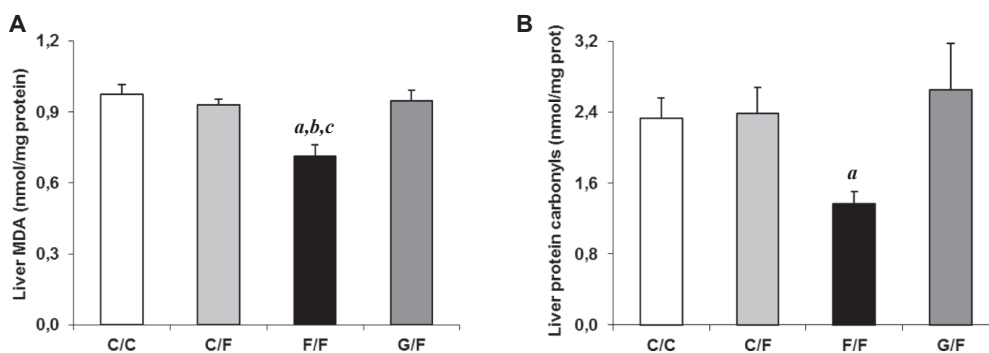 A
Liver MDA (nmol/mg protein)
1,2
0,9
0,6
0,3
0,0
a,b,c
C/C C/F F/F G/F
B
Liver protein carbonyls (nmol/mg prot)
3,2
2,4
1,6
0,8
0,0
a
C/C C/F F/F G/F